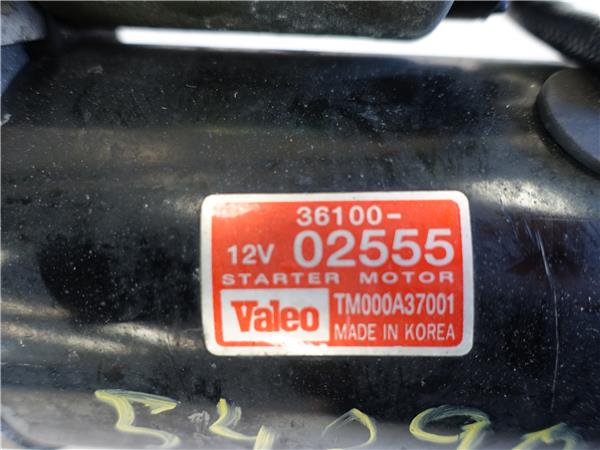 36100-
12V 02555
STARTER MOTOR
Valeo TM000A37001
MADE IN KOREA